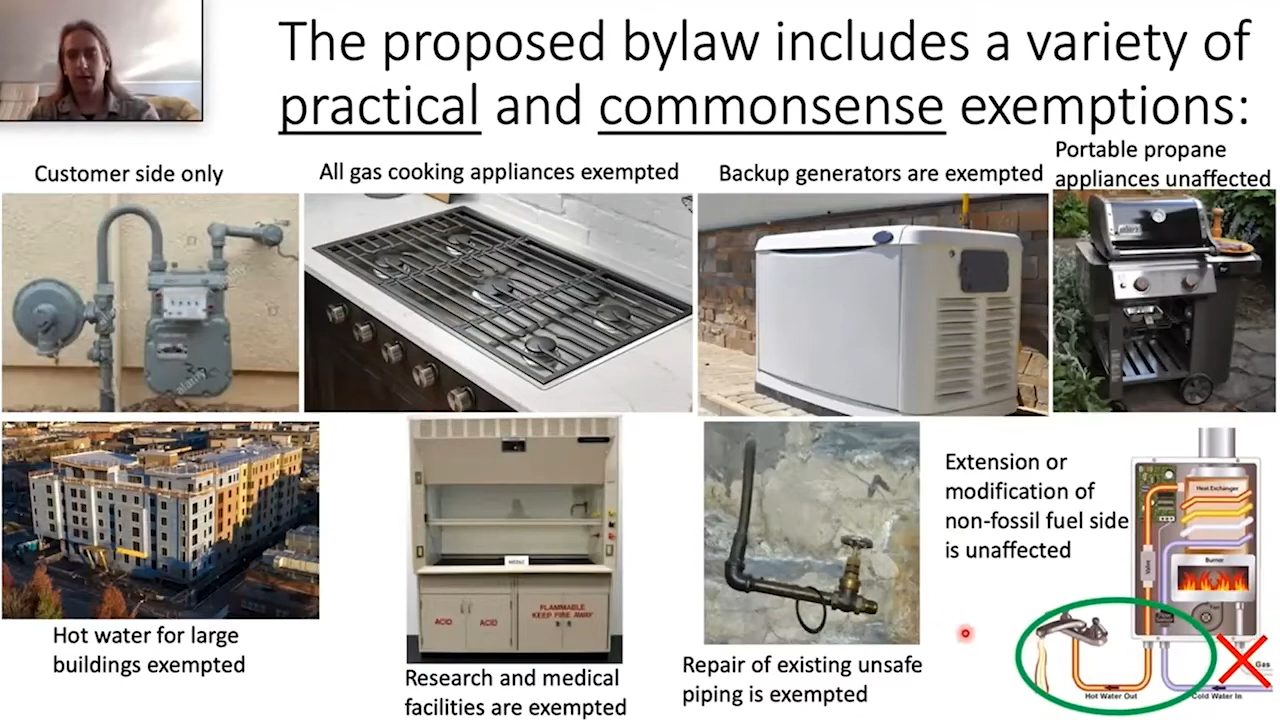 The proposed bylaw includes a variety of
practical and commonsense exemptions:
Customer side only
All gas cooking appliances exempted
Backup generators are exempted
Portable propane
appliances unaffected
alamy
Hot water for large
buildings exempted
ACID
ACID
FLAMMABLE
KEEP FIRE AWAY
Research and medical
facilities are exempted
Repair of existing unsafe
piping is exempted
Extension or
modification of
non-fossil fuel side
is unaffected
Heat Exchanger
Burner
Valve
Fan
Gas
Hot Water Out
Cold Water In